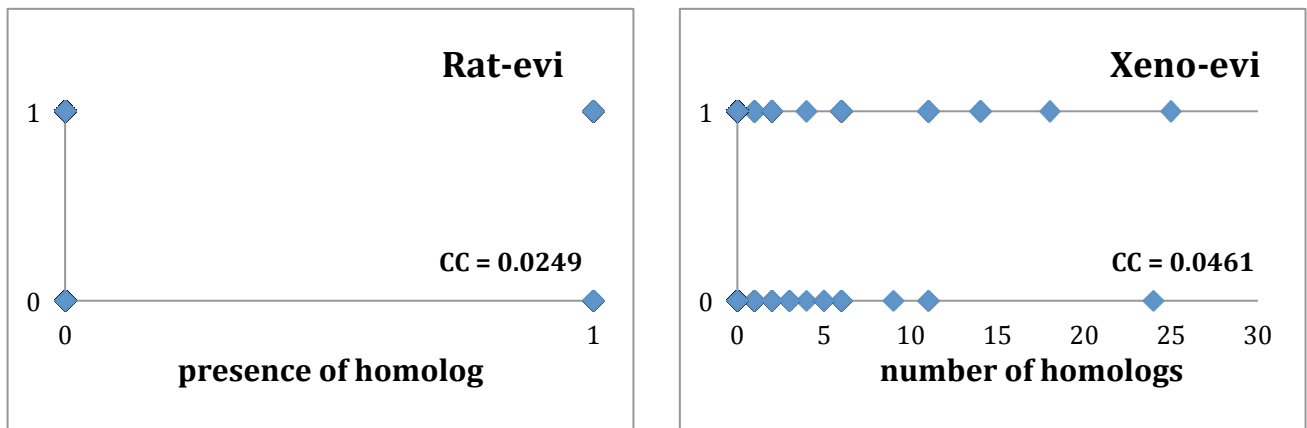 Rat-evi
1
CC = 0.0249
0
0 1
presence of homolog
Xeno-evi
1
CC = 0.0461
0
0 5 10 15 20 25 30
number of homologs